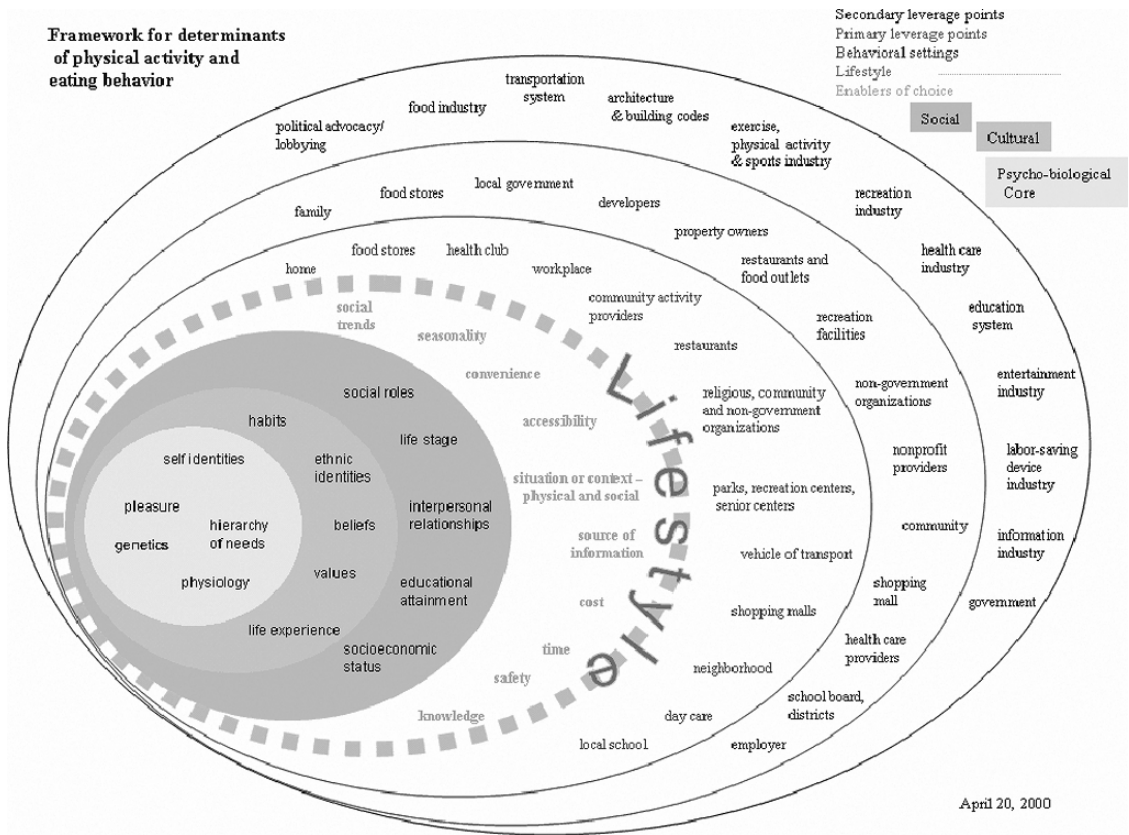 Framework for determinants
of physical activity and
eating behavior
Secondary leverage points
Primary leverage points
Behavioral settings
Lifestyle
Enablers of choice
Social
Cultural
Psycho-biological
Core
transportation
system
food industry
architecture
& building codes
political advocacy/
lobbying
exercise,
physical activity
& sports industry
recreation
industry
health care
industry
education
system
entertainment
industry
labor-saving
device
industry
information
industry
government
local government
food stores
developers
family
property owners
restaurants and
food outlets
recreation
facilities
non-government
organizations
nonprofit
providers
community
shopping
mall
health care
providers
school board,
districts
employer
food stores
health club
home
workplace
community activity
providers
restaurants
religious, community
and non-government
organizations
parks, recreation centers,
senior centers
vehicle of transport
shopping malls
neighborhood
day care
local school
Lifestyle
social
trends
seasonality
convenience
accessibility
situation or context –
physical and social
source of
information
cost
time
safety
knowledge
social roles
life stage
interpersonal
relationships
educational
attainment
socioeconomic
status
habits
ethnic
identities
beliefs
values
life experience
self identities
pleasure
hierarchy
of needs
genetics
physiology
April 20, 2000